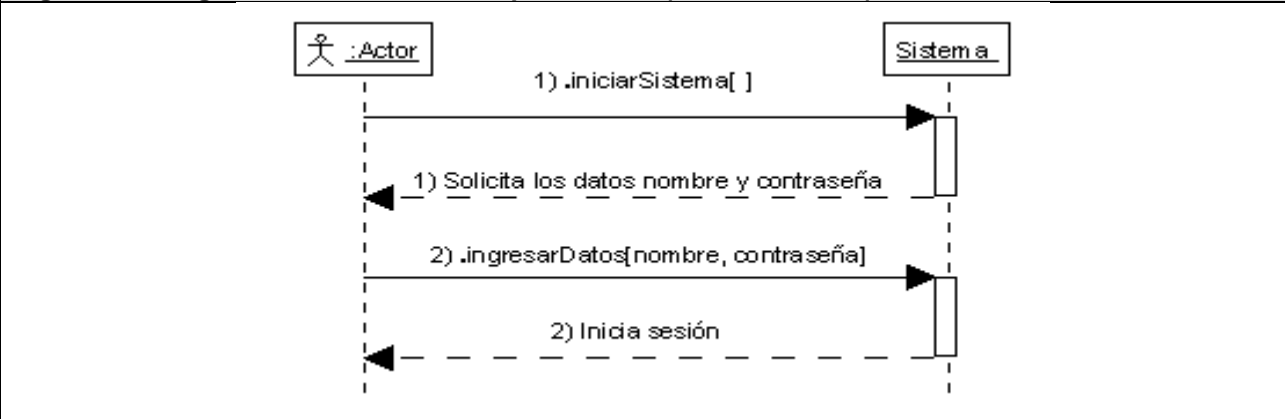 :Actor
Sistema
1) .iniciarSistema[ ]
1) Solicita los datos nombre y contraseña
2) .ingresarDatos[nombre, contraseña]
2) Inicia sesión